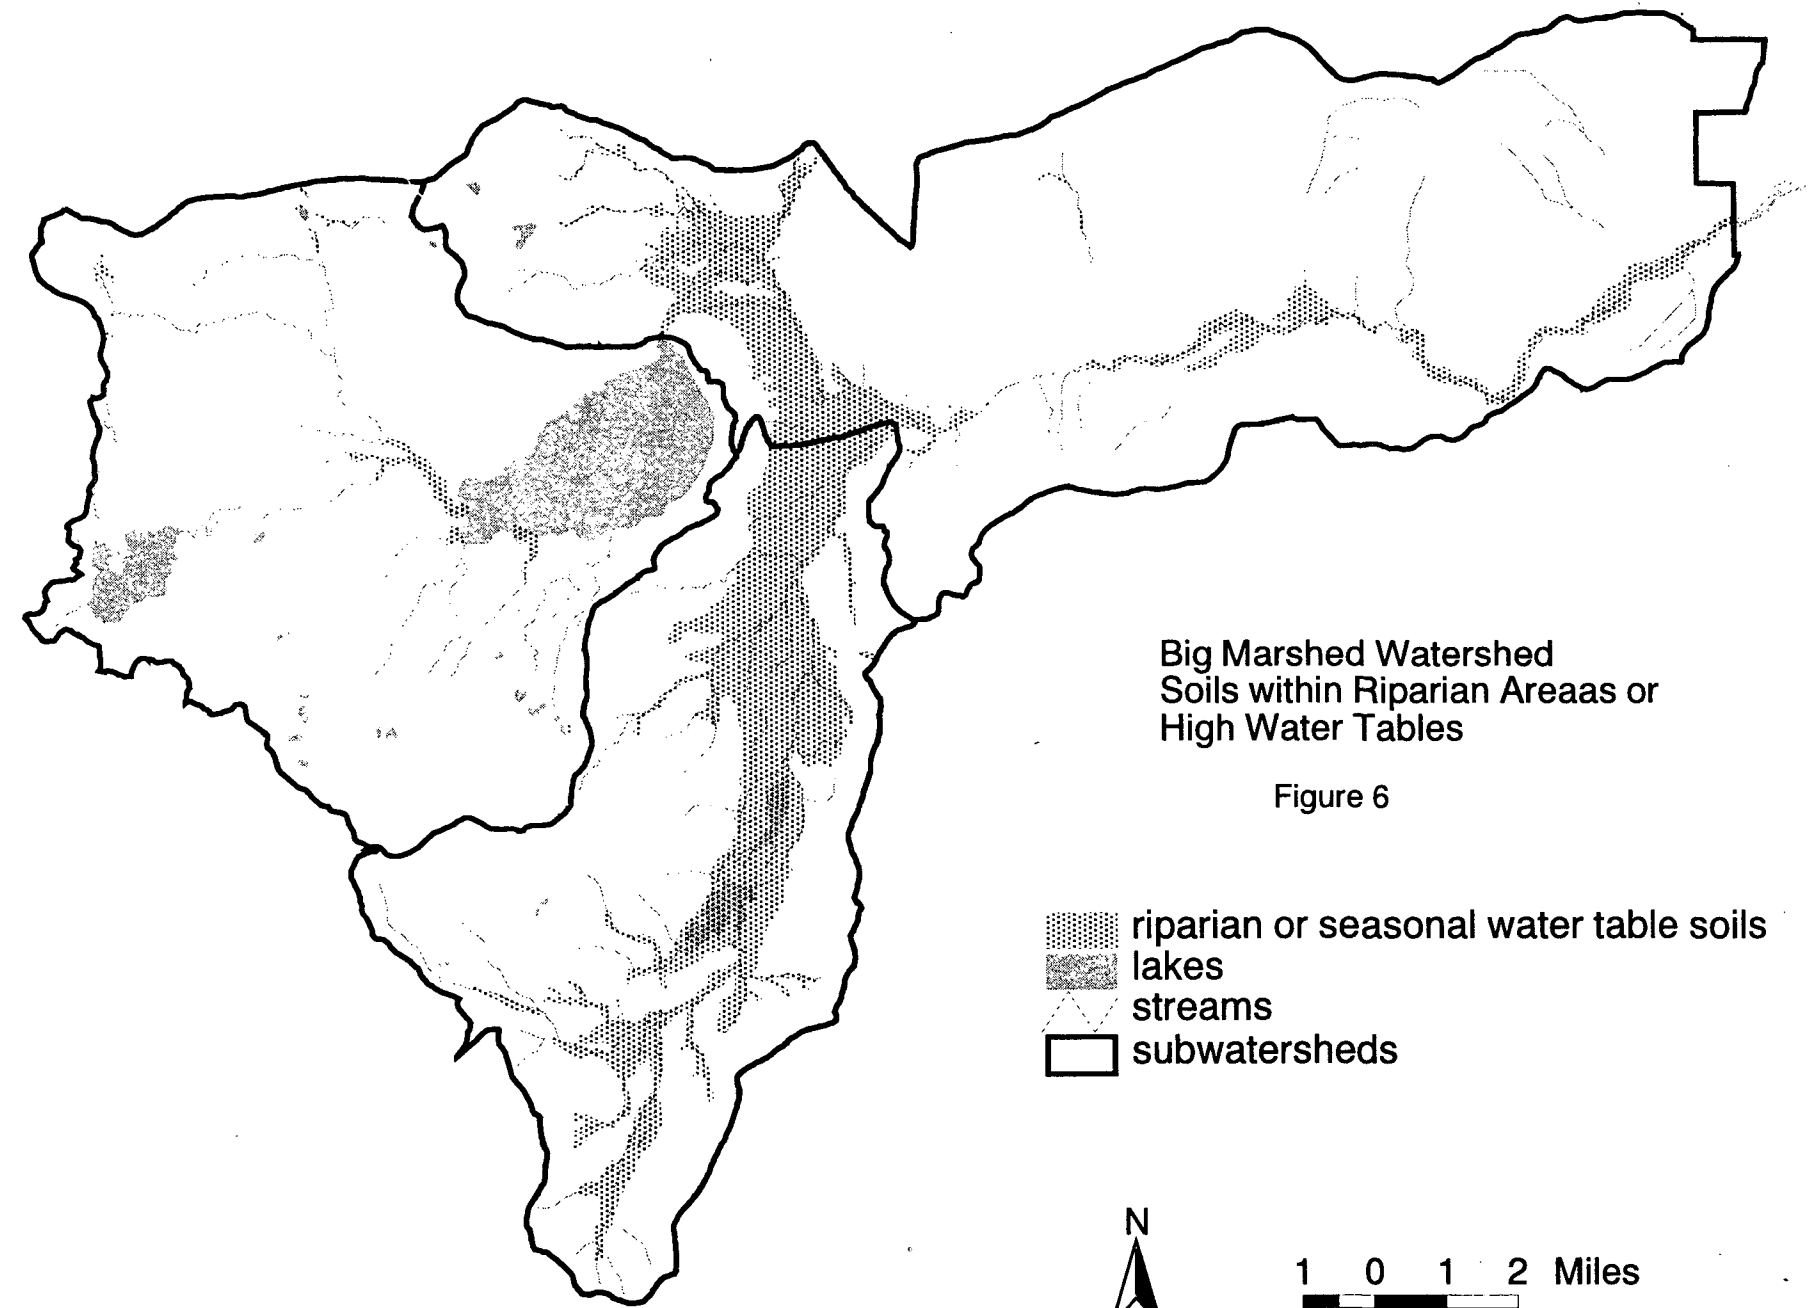 Big Marshed Watershed
Soils within Riparian Areaas or
High Water Tables
Figure 6
riparian or seasonal water table soils
lakes
streams
subwatersheds
N
1 0 1 2 Miles